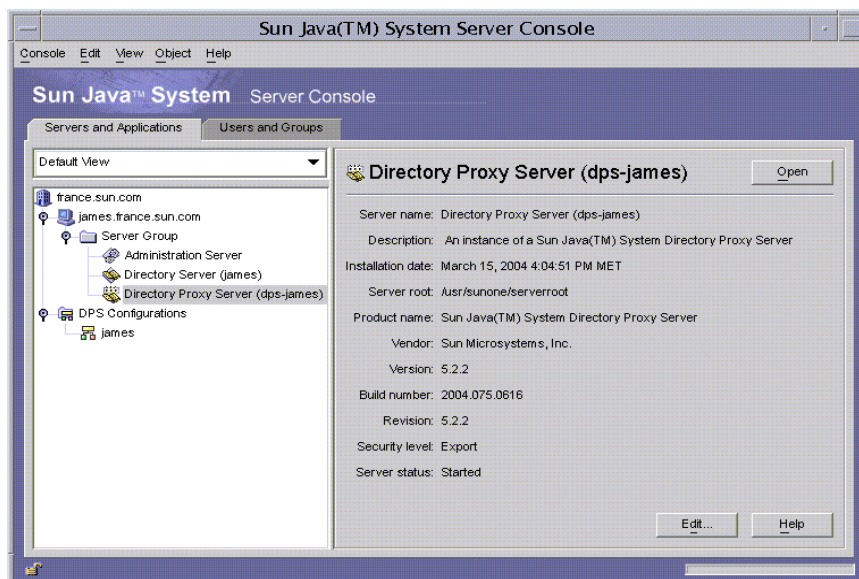 Sun Java(TM) System Server Console
Console Edit View Object Help
Sun Java™ System Server Console
Servers and Applications Users and Groups
Default View
france.sun.com
james.france.sun.com
Server Group
Administration Server
Directory Server (james)
Directory Proxy Server (dps-james)
DPS Configurations
james
Directory Proxy Server (dps-james) Open
Server name: Directory Proxy Server (dps-james)
Description: An instance of a Sun Java(TM) System Directory Proxy Server
Installation date: March 15, 2004 4:04:51 PM MET
Server root: /usr/sunone/serverroot
Product name: Sun Java(TM) System Directory Proxy Server
Vendor: Sun Microsystems, Inc.
Version: 5.2.2
Build number: 2004.075.0616
Revision: 5.2.2
Security level: Export
Server status: Started
Edit... Help